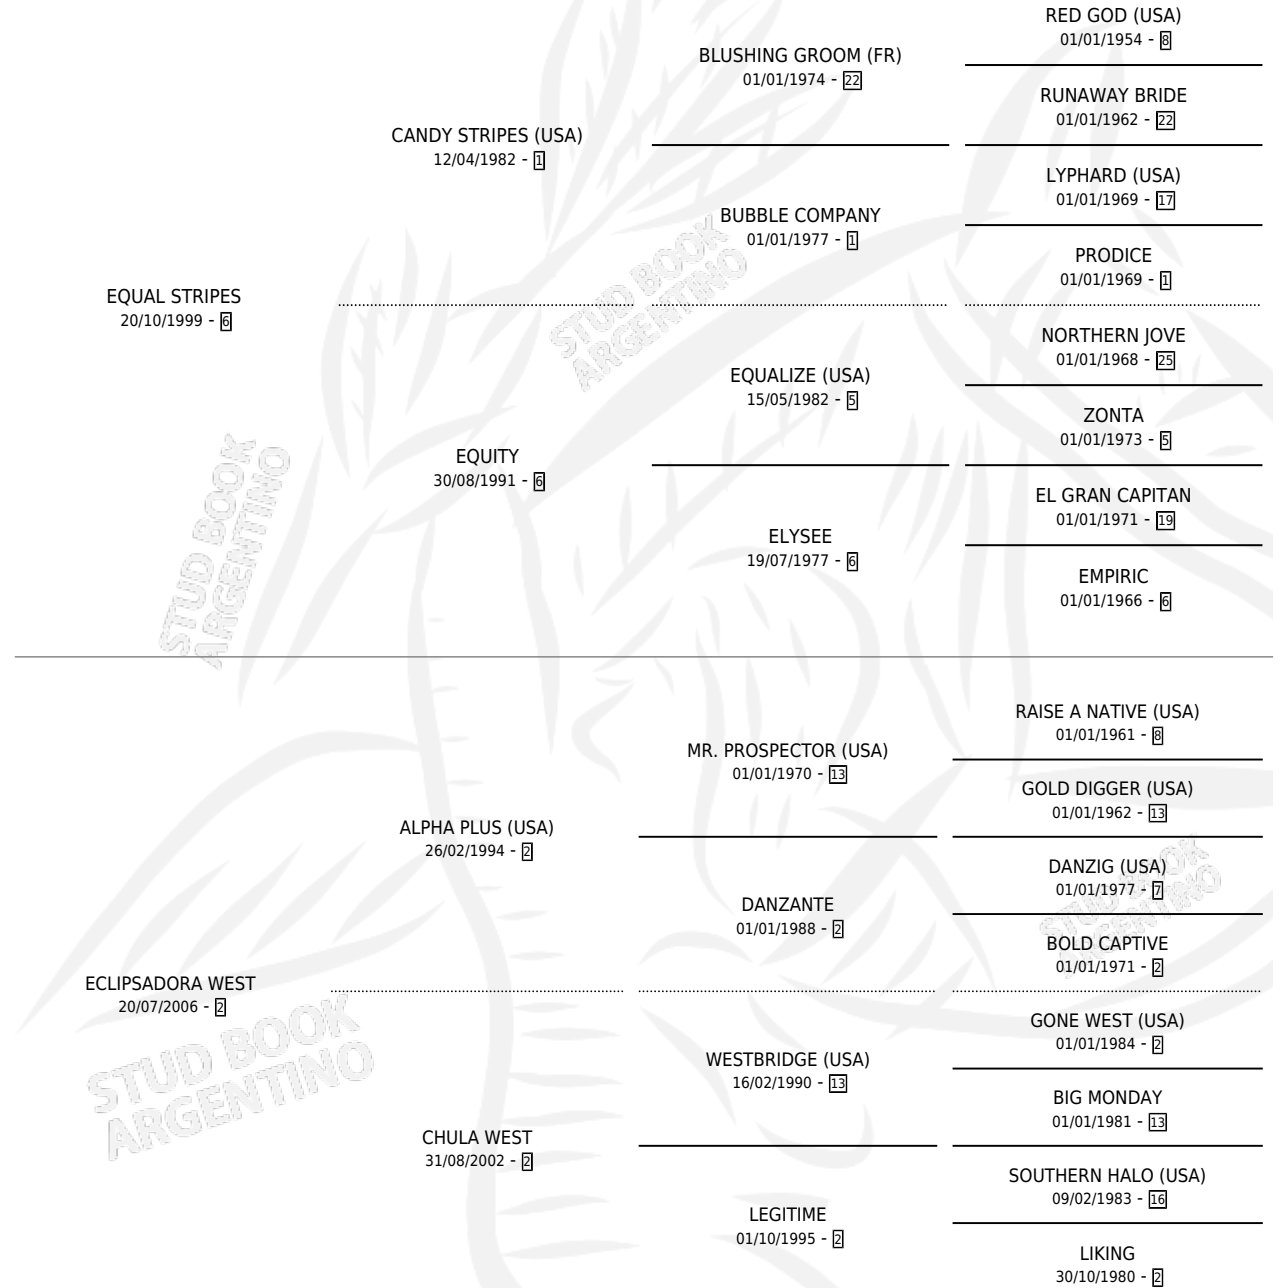 RED GOD (USA)
01/01/1954 - 8
BLUSHING GROOM (FR)
01/01/1974 - 22
RUNAWAY BRIDE
01/01/1962 - 22
CANDY STRIPES (USA)
12/04/1982 - 1
LYPHARD (USA)
01/01/1969 - 17
BUBBLE COMPANY
01/01/1977 - 1
PRODICE
01/01/1969 - 1
EQUAL STRIPES
20/10/1999 - 6
STUD BOOK
ARGENTINO
NORTHERN JOVE
01/01/1968 - 25
EQUALIZE (USA)
15/05/1982 - 5
ZONTA
01/01/1973 - 5
EQUITY
30/08/1991 - 6
EL GRAN CAPITAN
01/01/1971 - 19
ELYSEE
19/07/1977 - 6
EMPIRIC
01/01/1966 - 6
STUD BOOK
ARGENTINO
RAISE A NATIVE (USA)
01/01/1961 - 8
MR. PROSPECTOR (USA)
01/01/1970 - 13
GOLD DIGGER (USA)
01/01/1962 - 13
ALPHA PLUS (USA)
26/02/1994 - 2
DANZIG (USA)
01/01/1977 - 7
DANZANTE
01/01/1988 - 2
BOLD CAPTIVE
01/01/1971 - 2
STUD BOOK
ARGENTINO
ECLIPSADORA WEST
20/07/2006 - 2
STUD BOOK
ARGENTINO
GONE WEST (USA)
01/01/1984 - 2
WESTBRIDGE (USA)
16/02/1990 - 13
BIG MONDAY
01/01/1981 - 13
CHULA WEST
31/08/2002 - 2
SOUTHERN HALO (USA)
09/02/1983 - 16
LEGITIME
01/10/1995 - 2
LIKING
30/10/1980 - 2